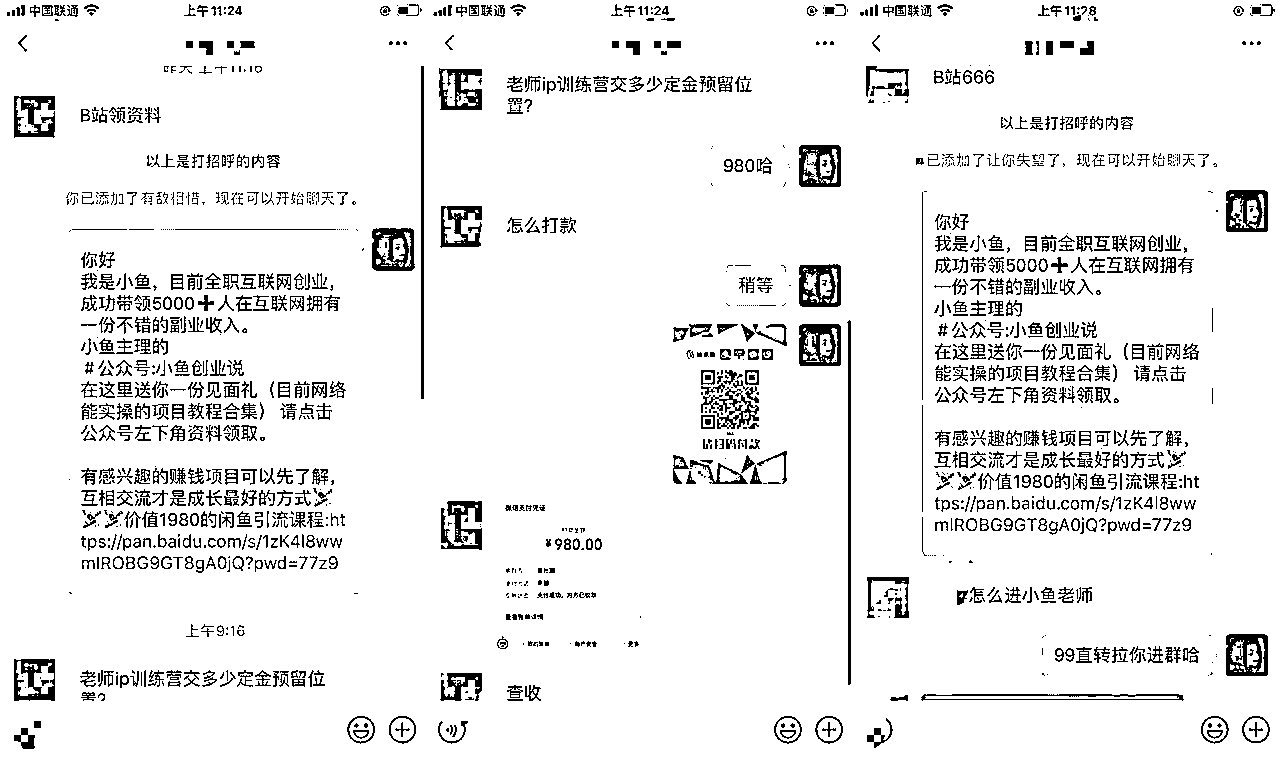 中国联通
上午11:24
B站领资料
以上是打招呼的内容
你已添加了有敌相惜，现在可以开始聊天了。
你好
我是小鱼，目前全职互联网创业，
成功带领5000➕人在互联网拥有
一份不错的副业收入。
小鱼主理的
#公众号:小鱼创业说
在这里送你一份见面礼（目前网络
能实操的项目教程合集） 请点击
公众号左下角资料领取。
有感兴趣的赚钱项目可以先了解，
互相交流才是成长最好的方式
价值1980的闲鱼引流课程:ht
tps://pan.baidu.com/s/1zK4l8ww
mlROBG9GT8gA0jQ?pwd=77z9
上午9:16
老师ip训练营交多少定金预留位
置?
中国联通
上午11:24
老师ip训练营交多少定金预留位
置?
980哈
怎么打款
稍等
请扫码付款
微信支付凭证
¥980.00
查收
中国联通
上午11:28
B站666
以上是打招呼的内容
已添加了让你失望了，现在可以开始聊天了。
你好
我是小鱼，目前全职互联网创业，
成功带领5000➕人在互联网拥有
一份不错的副业收入。
小鱼主理的
#公众号:小鱼创业说
在这里送你一份见面礼（目前网络
能实操的项目教程合集） 请点击
公众号左下角资料领取。
有感兴趣的赚钱项目可以先了解，
互相交流才是成长最好的方式
价值1980的闲鱼引流课程:ht
tps://pan.baidu.com/s/1zK4l8ww
mlROBG9GT8gA0jQ?pwd=77z9
怎么进小鱼老师
99直转拉你进群哈